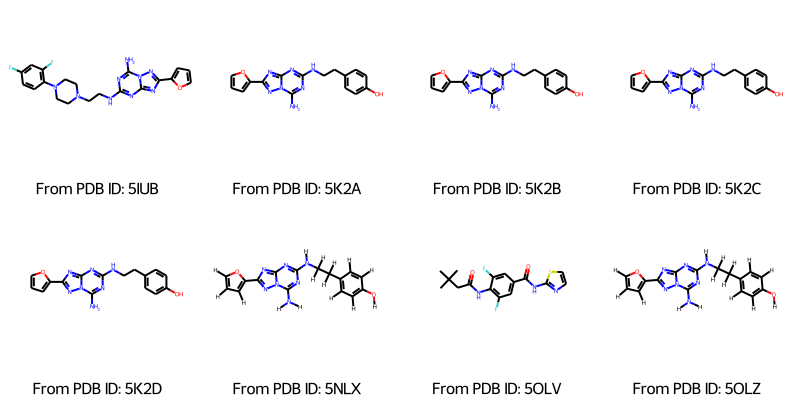 From PDB ID: 5IUB
From PDB ID: 5K2A
From PDB ID: 5K2B
From PDB ID: 5K2C
From PDB ID: 5K2D
From PDB ID: 5NLX
From PDB ID: 5OLV
From PDB ID: 5OLZ